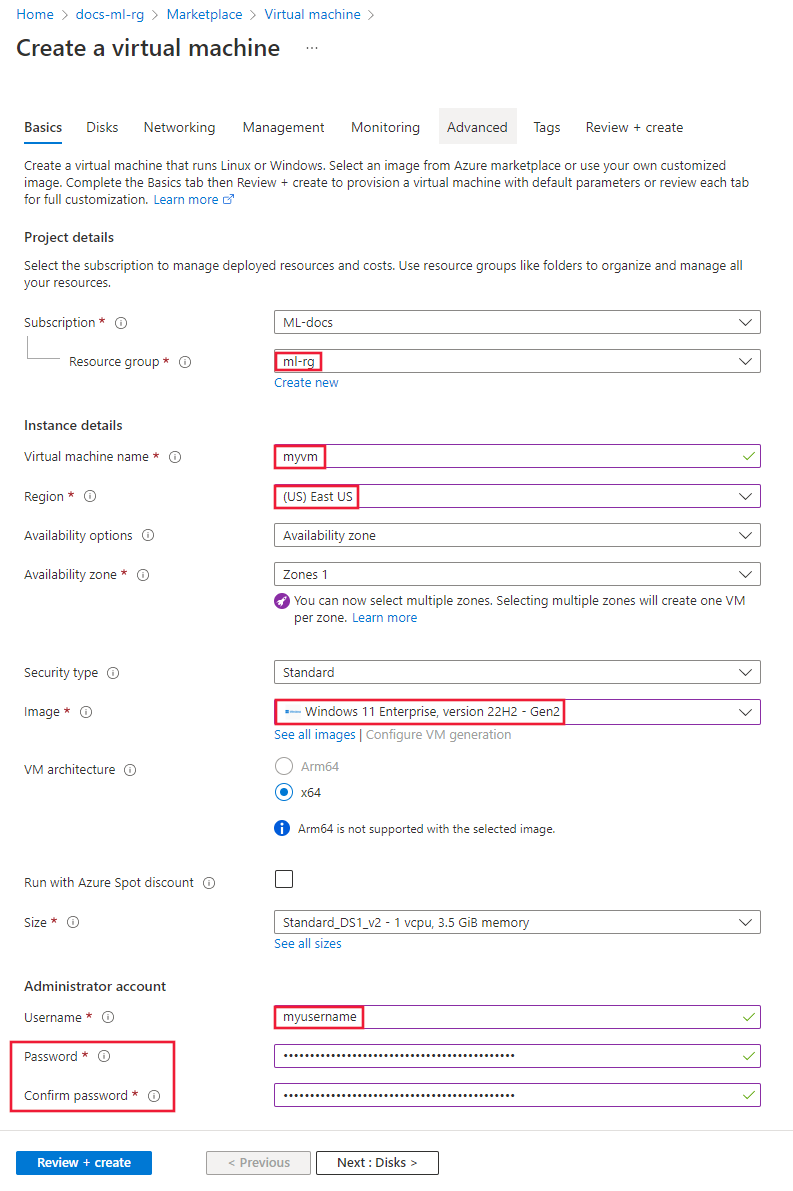 Home > docs-ml-rg > Marketplace > Virtual machine >
Create a virtual machine ...
Basics Disks Networking Management Monitoring Advanced Tags Review + create
Create a virtual machine that runs Linux or Windows. Select an image from Azure marketplace or use your own customized
image. Complete the Basics tab then Review + create to provision a virtual machine with default parameters or review each tab
for full customization. Learn more
Project details
Select the subscription to manage deployed resources and costs. Use resource groups like folders to organize and manage all
your resources.
Subscription * ML-docs
Resource group * ml-rg
Create new
Instance details
Virtual machine name * myvm
Region * (US) East US
Availability options Availability zone
Availability zone * Zones 1
You can now select multiple zones. Selecting multiple zones will create one VM
per zone. Learn more
Security type Standard
Image * Windows 11 Enterprise, version 22H2 - Gen2
See all images | Configure VM generation
VM architecture Arm64
x64
Arm64 is not supported with the selected image.
Run with Azure Spot discount
Size * Standard_DS1_v2 - 1 vcpu, 3.5 GiB memory
See all sizes
Administrator account
Username * myusername
Password * ••••••••••••••••••••••••••••••••••••••••••••
Confirm password * ••••••••••••••••••••••••••••••••••••••••••••
Review + create < Previous Next : Disks >